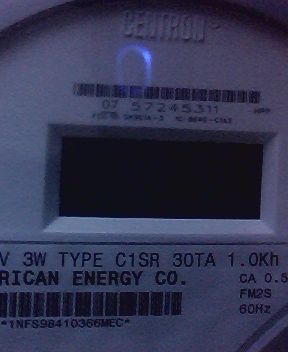 CENTRON
07 57245311
V 3W TYPE C1SR 30TA 1.0Kh
RICAN ENERGY CO.
CA 0.5
FM2S
60Hz
*1NFS98410366MEC*